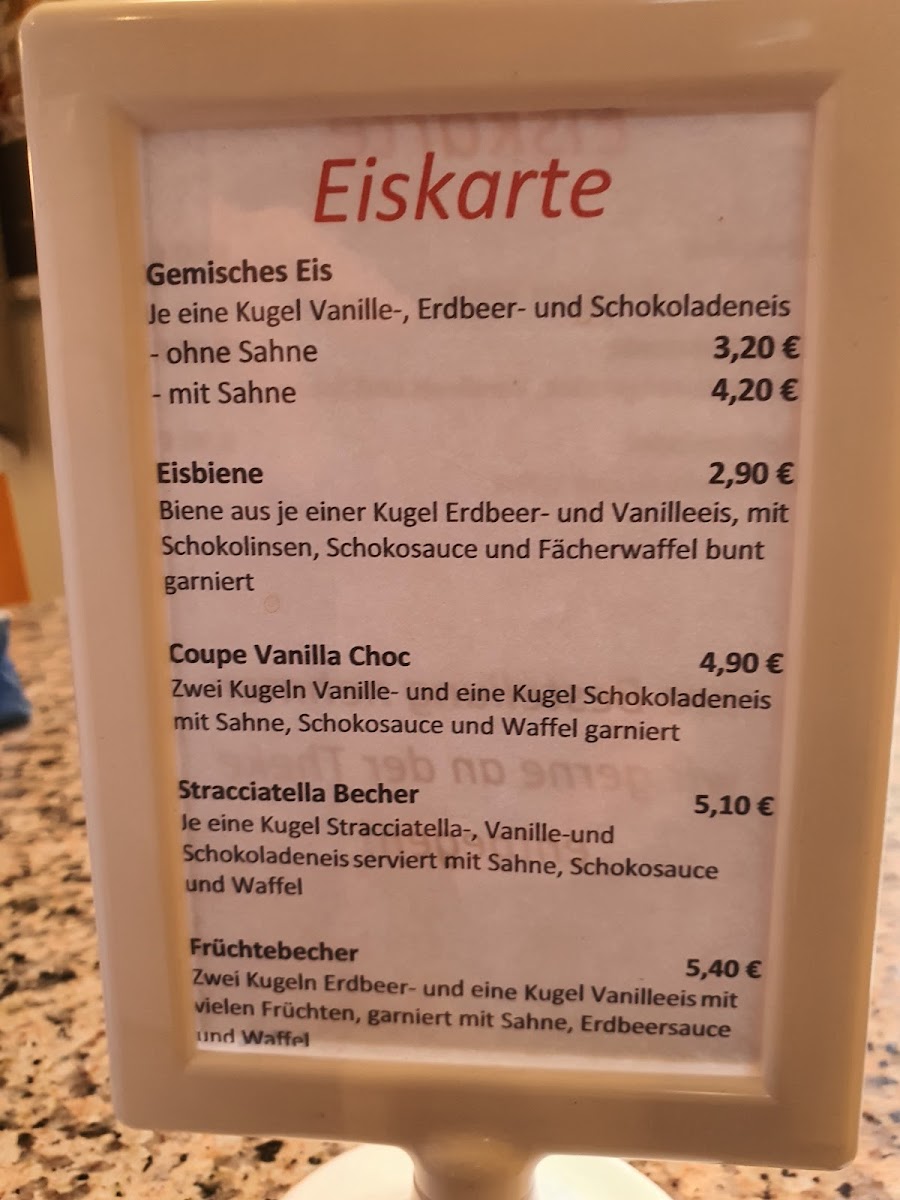 Eiskarte
Gemisches Eis
Je eine Kugel Vanille-, Erdbeer- und Schokoladeneis
- ohne Sahne 3,20 €
- mit Sahne 4,20 €
Eisbiene 2,90 €
Biene aus je einer Kugel Erdbeer- und Vanilleeis, mit
Schokolinsen, Schokosauce und Fächerwaffel bunt
garniert
Coupe Vanilla Choc 4,90 €
Zwei Kugeln Vanille- und eine Kugel Schokoladeneis
mit Sahne, Schokosauce und Waffel garniert
Stracciatella Becher 5,10 €
Je eine Kugel Stracciatella-, Vanille-und
Schokoladeneis serviert mit Sahne, Schokosauce
und Waffel
Früchtebecher 5,40 €
Zwei Kugeln Erdbeer- und eine Kugel Vanilleeis mit
vielen Früchten, garniert mit Sahne, Erdbeersauce
und Waffel